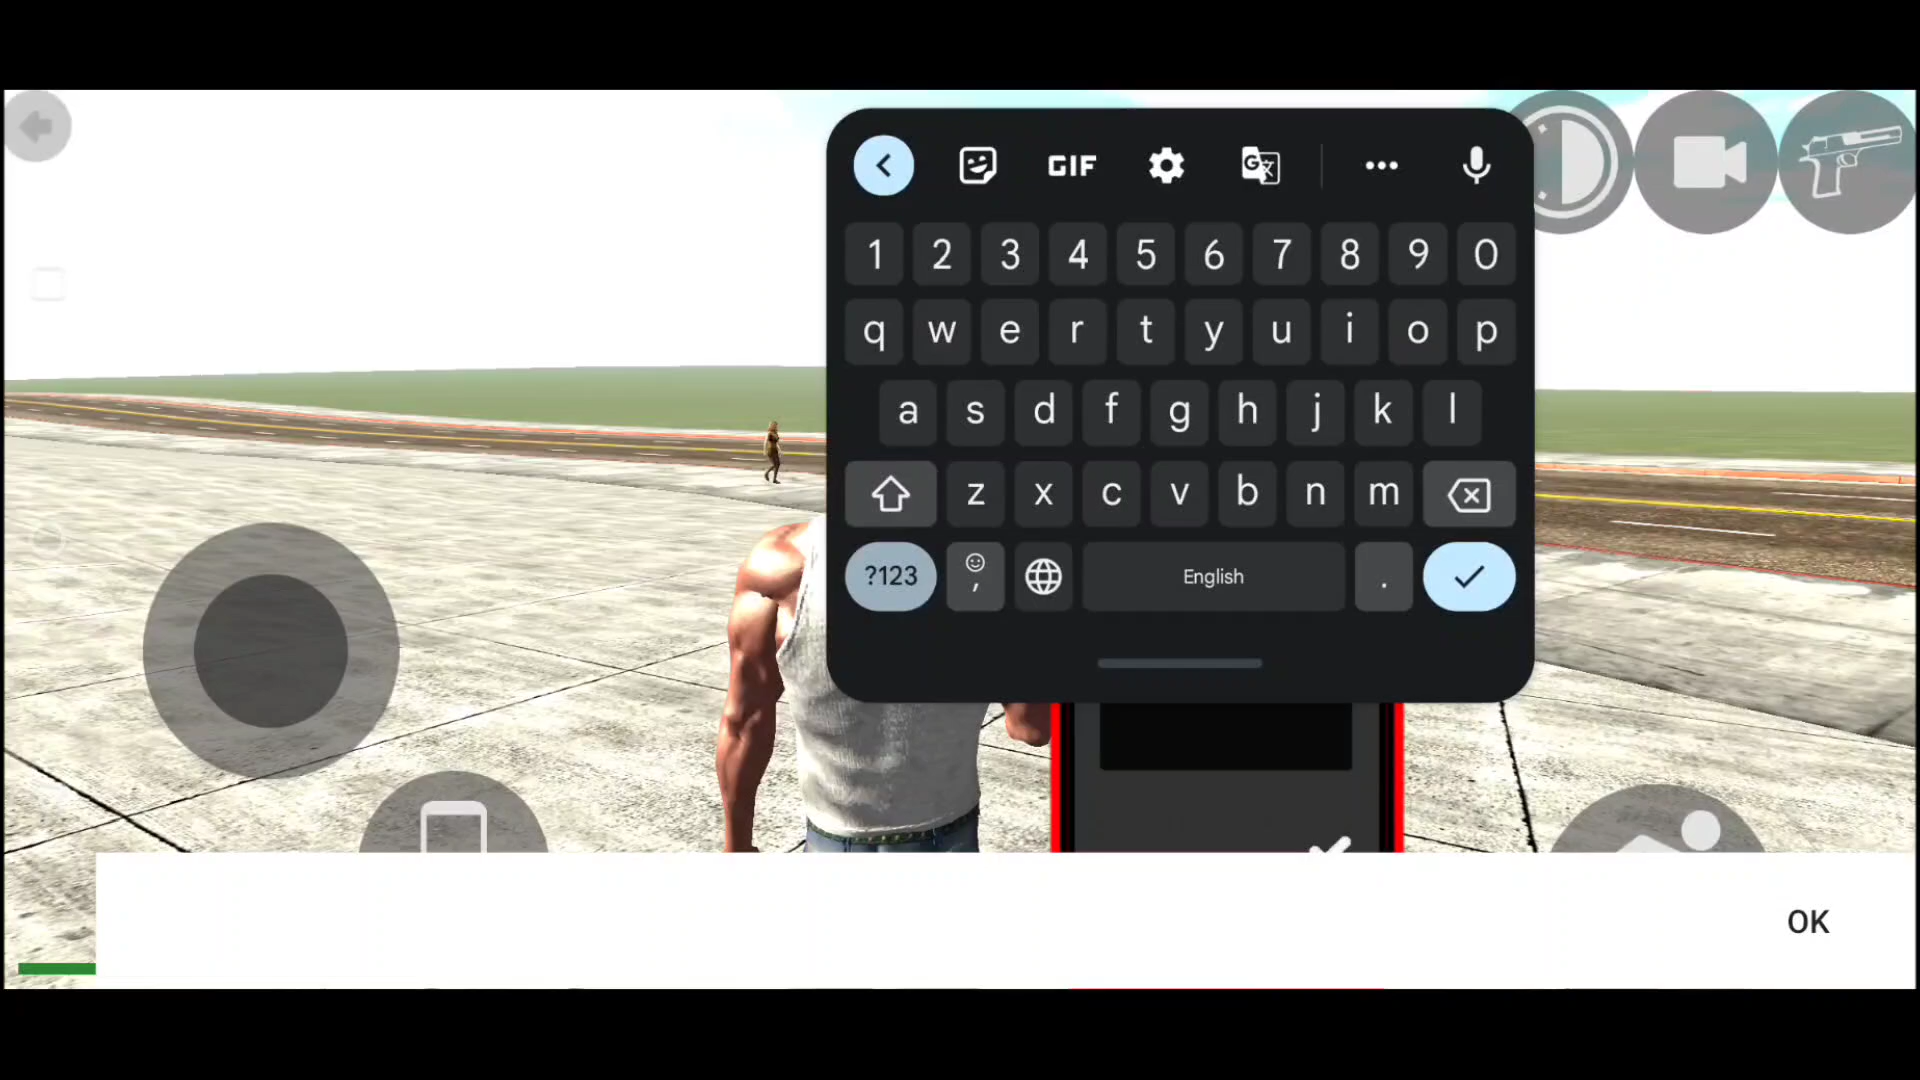 GIF
1 2 3 4 5 6 7 8 9 0
q w e r t y u i o p
a s d f g h j k l
z x c v b n m
?123 , English .
OK